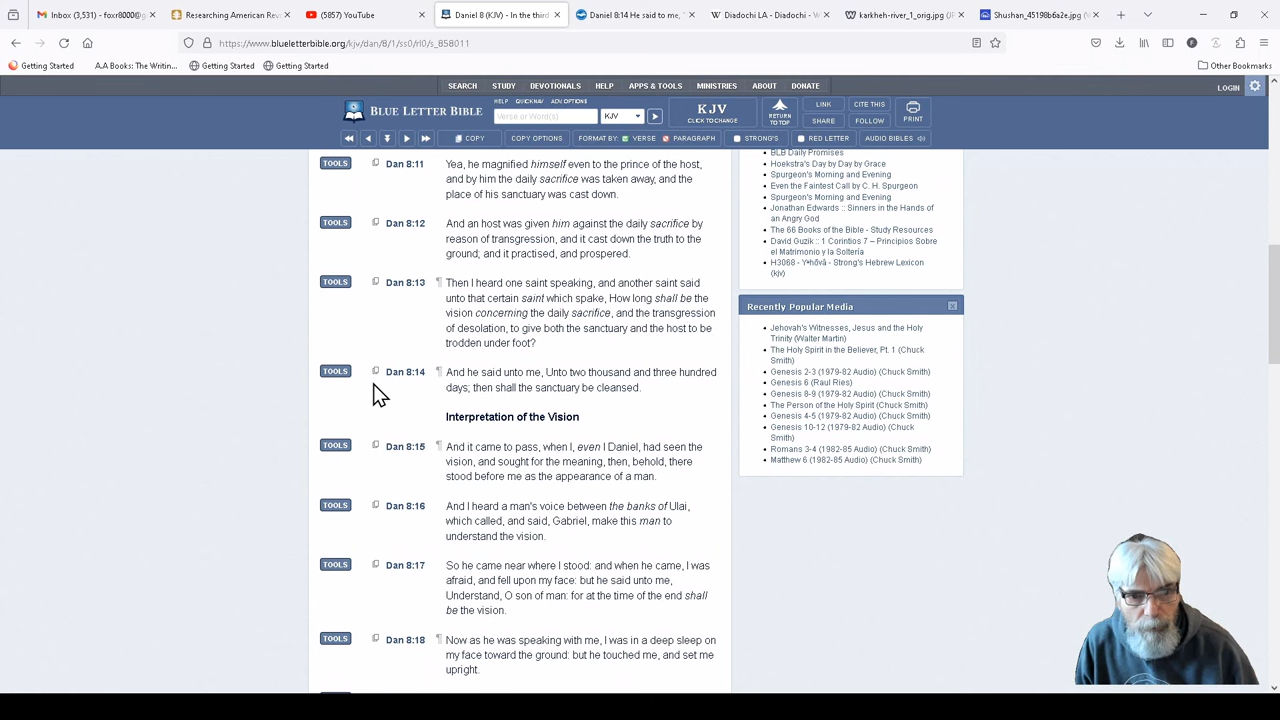 Inbox (3,531) - foxr8000@g
Researching American Rev
(5857) YouTube
Daniel 8 (KJV) - In the third
Daniel 8:14 He said to me, "
Diadochi LA - Diadochi - W
karkheh-river_1_orig.jpg (JPEG
Shushan_45198b6a2e.jpg (W
https://www.blueletterbible.org/kjv/dan/8/1/ss0/rl0/s_858011
Getting Started
A.A Books: The Writin...
Getting Started
Getting Started
Other Bookmarks
SEARCH STUDY DEVOTIONALS HELP APPS & TOOLS MINISTRIES ABOUT DONATE
LOGIN
BLUE LETTER BIBLE
HELP QUICKNAV ADV. OPTIONS
Verse or Word(s) KJV
KJV
CLICK TO CHANGE
RETURN
TO TOP
LINK
CITE THIS
SHARE
FOLLOW
PRINT
COPY COPY OPTIONS FORMAT BY: VERSE PARAGRAPH STRONG'S RED LETTER AUDIO BIBLES
TOOLS Dan 8:11 Yea, he magnified himself even to the prince of the host,
and by him the daily sacrifice was taken away, and the
place of his sanctuary was cast down.
TOOLS Dan 8:12 And an host was given him against the daily sacrifice by
reason of transgression, and it cast down the truth to the
ground; and it practised, and prospered.
TOOLS Dan 8:13 ¶ Then I heard one saint speaking, and another saint said
unto that certain saint which spake, How long shall be the
vision concerning the daily sacrifice, and the transgression
of desolation, to give both the sanctuary and the host to be
trodden under foot?
TOOLS Dan 8:14 ¶ And he said unto me, Unto two thousand and three hundred
days; then shall the sanctuary be cleansed.
Interpretation of the Vision
TOOLS Dan 8:15 ¶ And it came to pass, when I, even I Daniel, had seen the
vision, and sought for the meaning, then, behold, there
stood before me as the appearance of a man.
TOOLS Dan 8:16 And I heard a man's voice between the banks of Ulai,
which called, and said, Gabriel, make this man to
understand the vision.
TOOLS Dan 8:17 So he came near where I stood: and when he came, I was
afraid, and fell upon my face: but he said unto me,
Understand, O son of man: for at the time of the end shall
be the vision.
TOOLS Dan 8:18 ¶ Now as he was speaking with me, I was in a deep sleep on
my face toward the ground: but he touched me, and set me
upright.
BLB Daily Promises
Hoekstra's Day by Day by Grace
Spurgeon's Morning and Evening
Even the Faintest Call by C. H. Spurgeon
Spurgeon's Morning and Evening
Jonathan Edwards :: Sinners in the Hands of
an Angry God
The 66 Books of the Bible - Study Resources
David Guzik :: 1 Corintios 7 – Principios Sobre
el Matrimonio y la Soltería
H3068 - Yᵊhōvâ - Strong's Hebrew Lexicon
(kjv)
Recently Popular Media
Jehovah's Witnesses, Jesus and the Holy
Trinity (Walter Martin)
The Holy Spirit in the Believer, Pt. 1 (Chuck
Smith)
Genesis 2-3 (1979-82 Audio) (Chuck Smith)
Genesis 6 (Raul Ries)
Genesis 8-9 (1979-82 Audio) (Chuck Smith)
The Person of the Holy Spirit (Chuck Smith)
Genesis 4-5 (1979-82 Audio) (Chuck Smith)
Genesis 10-12 (1979-82 Audio) (Chuck
Smith)
Romans 3-4 (1982-85 Audio) (Chuck Smith)
Matthew 6 (1982-85 Audio) (Chuck Smith)